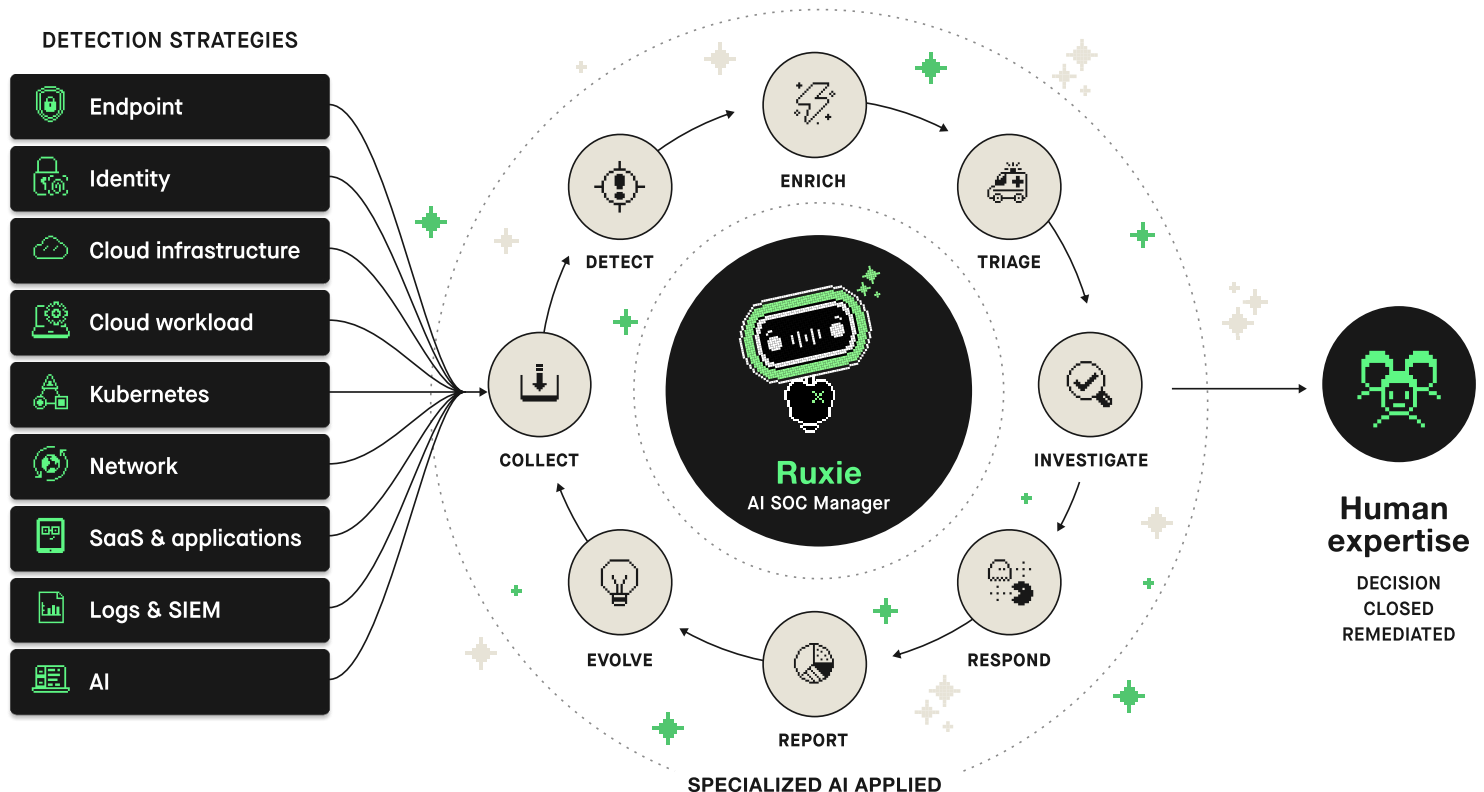 DETECTION STRATEGIES
Endpoint
Identity
Cloud infrastructure
Cloud workload
Kubernetes
Network
SaaS & applications
Logs & SIEM
AI
COLLECT
DETECT
ENRICH
TRIAGE
INVESTIGATE
RESPOND
REPORT
EVOLVE
Ruxie
AI SOC Manager
SPECIALIZED AI APPLIED
Human
expertise
DECISION
CLOSED
REMEDIATED